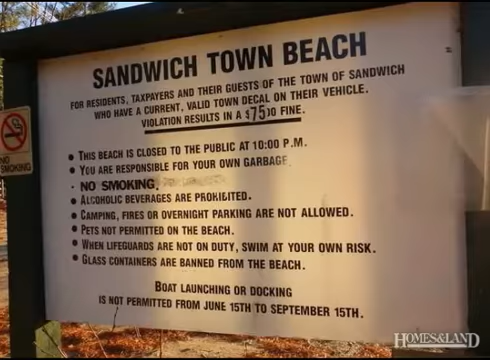 SANDWICH TOWN BEACH
FOR RESIDENTS, TAXPAYERS AND THEIR GUESTS OF THE TOWN OF SANDWICH
WHO HAVE A CURRENT, VALID TOWN DECAL ON THEIR VEHICLE.
VIOLATION RESULTS IN A $75.00 FINE.
• THIS BEACH IS CLOSED TO THE PUBLIC AT 10:00 P.M.
• YOU ARE RESPONSIBLE FOR YOUR OWN GARBAGE.
• NO SMOKING.
• ALCOHOLIC BEVERAGES ARE PROHIBITED.
• CAMPING, FIRES OR OVERNIGHT PARKING ARE NOT ALLOWED.
• PETS NOT PERMITTED ON THE BEACH.
• WHEN LIFEGUARDS ARE NOT ON DUTY, SWIM AT YOUR OWN RISK.
• GLASS CONTAINERS ARE BANNED FROM THE BEACH.
BOAT LAUNCHING OR DOCKING
IS NOT PERMITTED FROM JUNE 15TH TO SEPTEMBER 15TH.
NO
SMOKING
HOMES&LAND